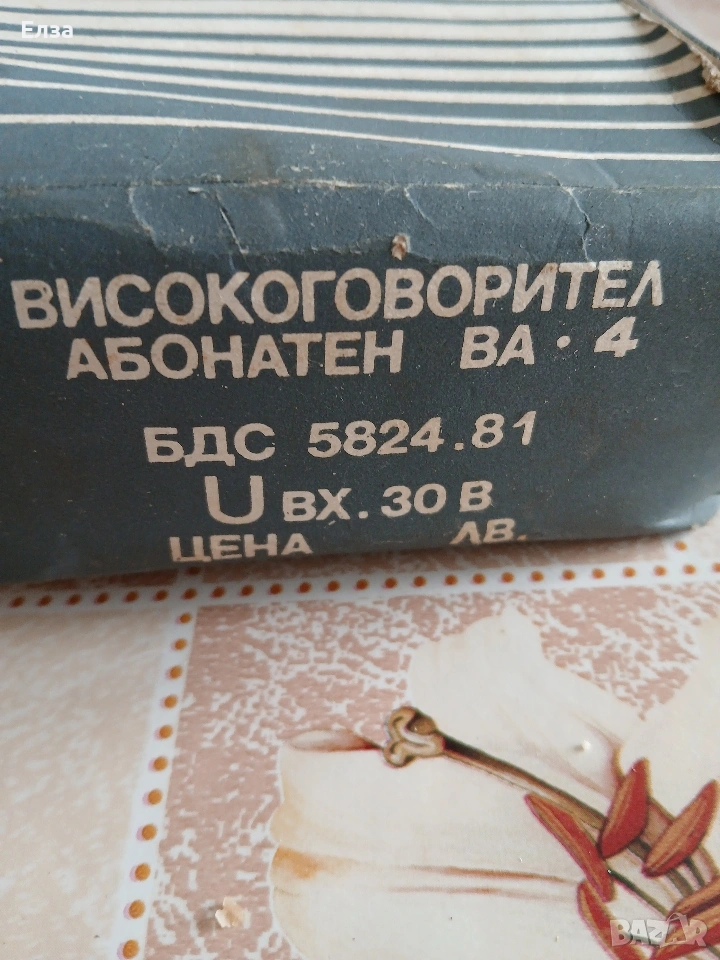 Елза
ВИСОКОГОВОРИТЕЛ
АБОНАТЕН ВА · 4
БДС 5824.81
U ВХ. 30 В
ЦЕНА ЛВ.
BAZAR